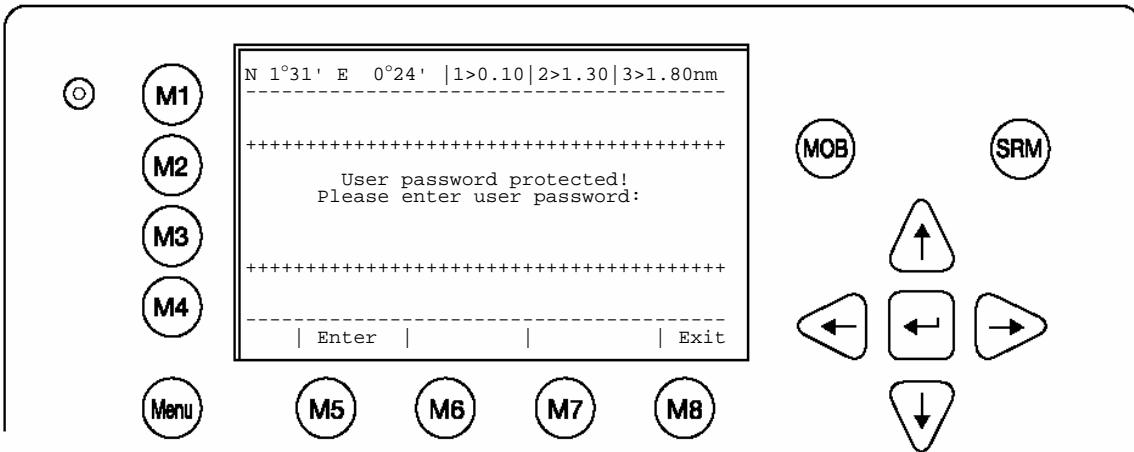 N 1°31' E 0°24' |1>0.10|2>1.30|3>1.80nm
----------------------------------------
++++++++++++++++++++++++++++++++++++++++
User password protected!
Please enter user password:
++++++++++++++++++++++++++++++++++++++++
----------------------------------------
| Enter | | | Exit
M1
M2
M3
M4
Menu
M5
M6
M7
M8
MOB
SRM